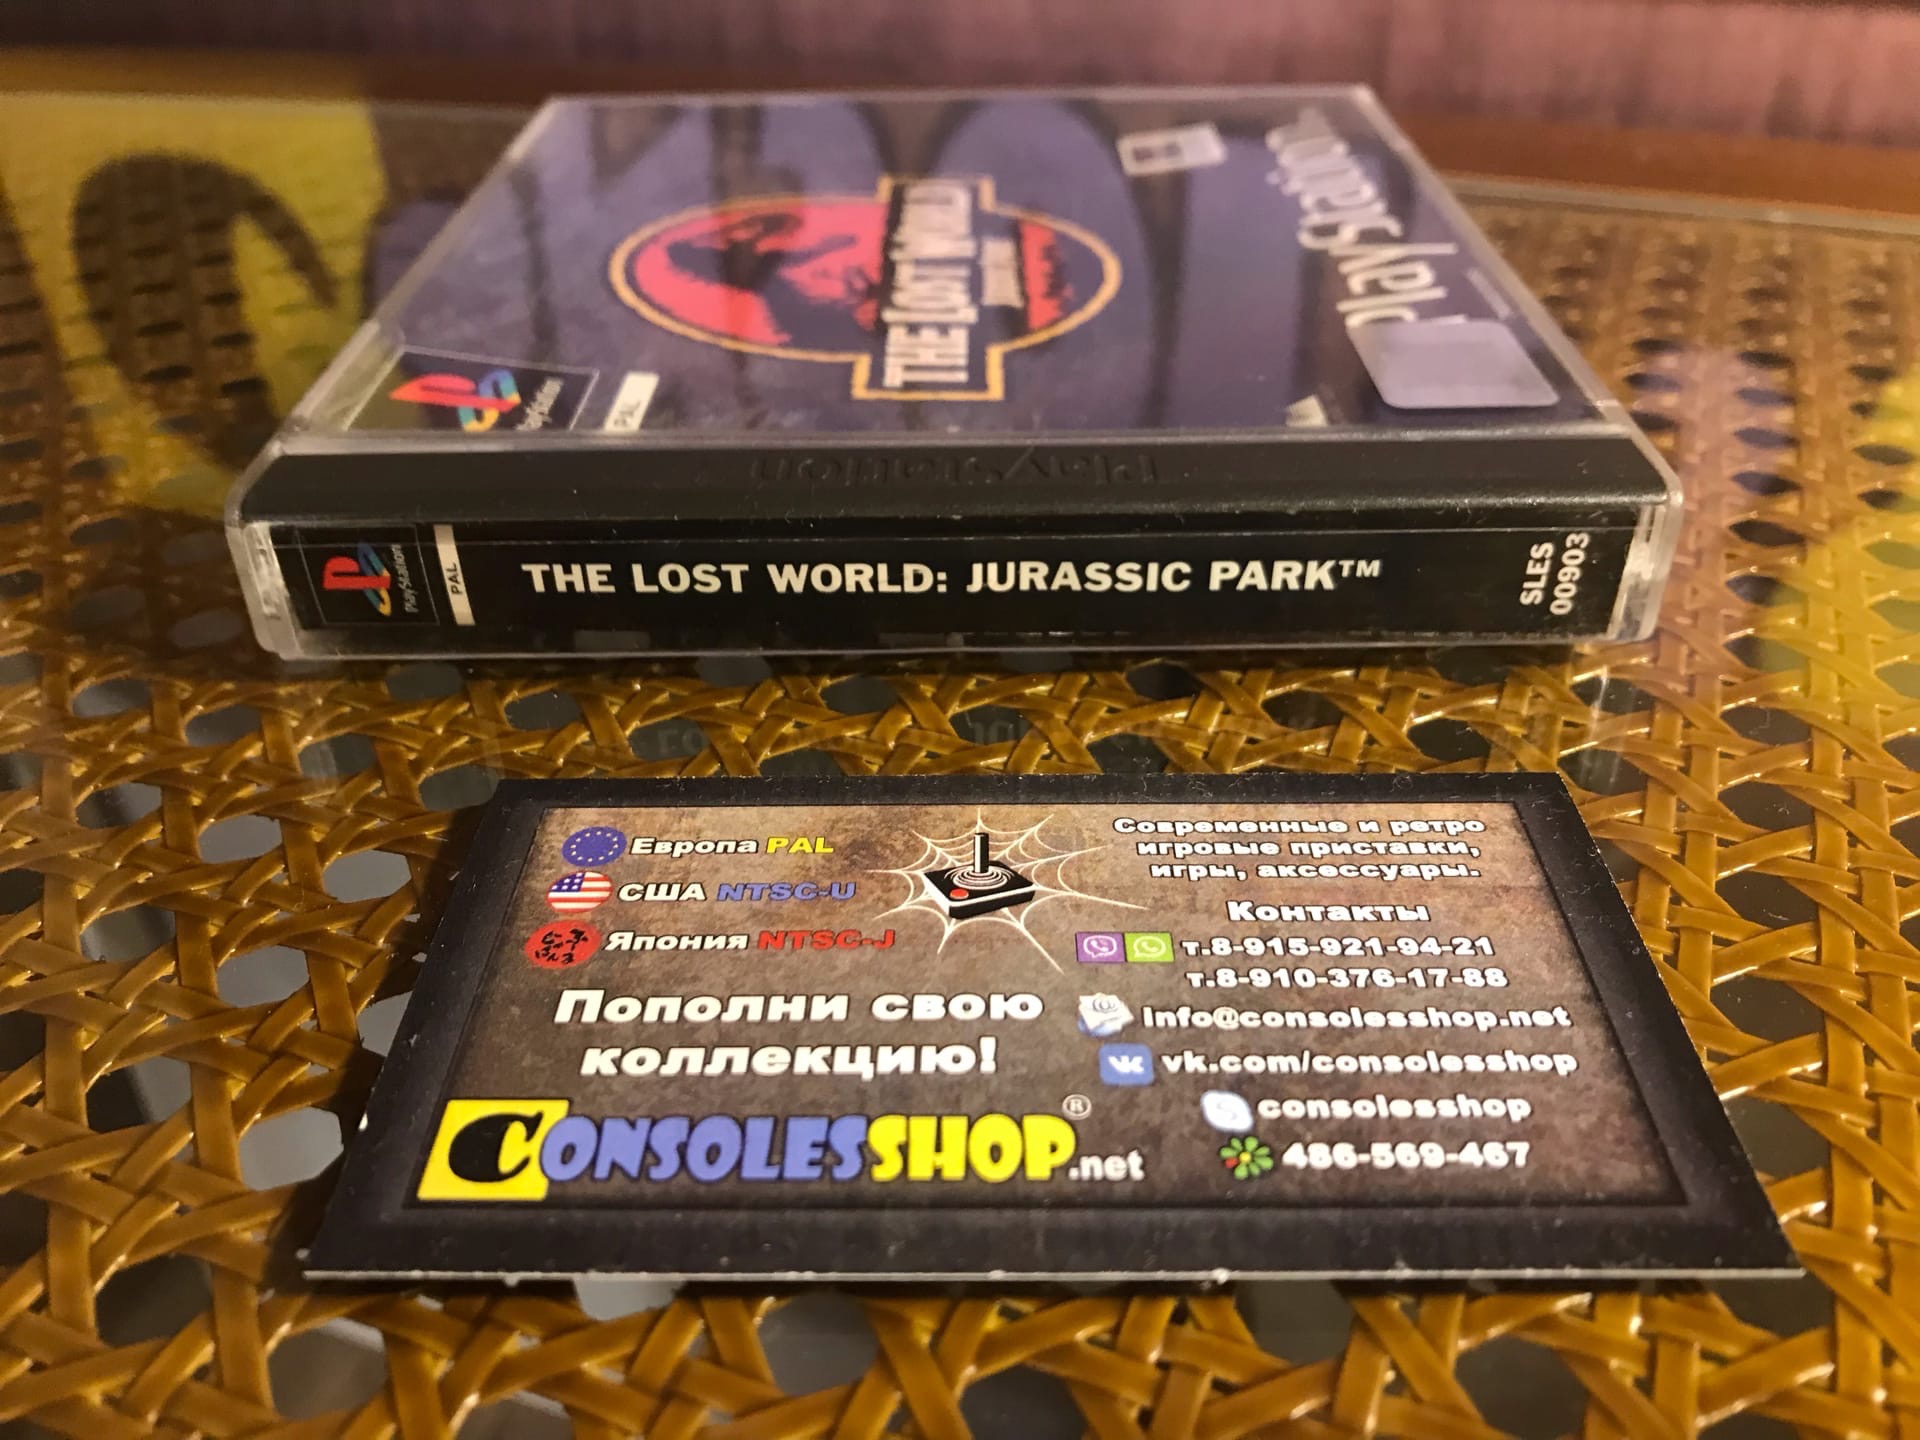 PlayStation
THE LOST WORLD
PlayStation
PAL
PlayStation
PlayStation
PAL
THE LOST WORLD: JURASSIC PARK™
SLES
00903
Европа PAL
США NTSC-U
Япония NTSC-J
Пополни свою
коллекцию!
CONSOLESSHOP.net
®
Современные и ретро
игровые приставки,
игры, аксессуары.
Контакты
т.8-915-921-94-21
т.8-910-376-17-88
info@consolesshop.net
vk.com/consolesshop
consolesshop
486-569-467